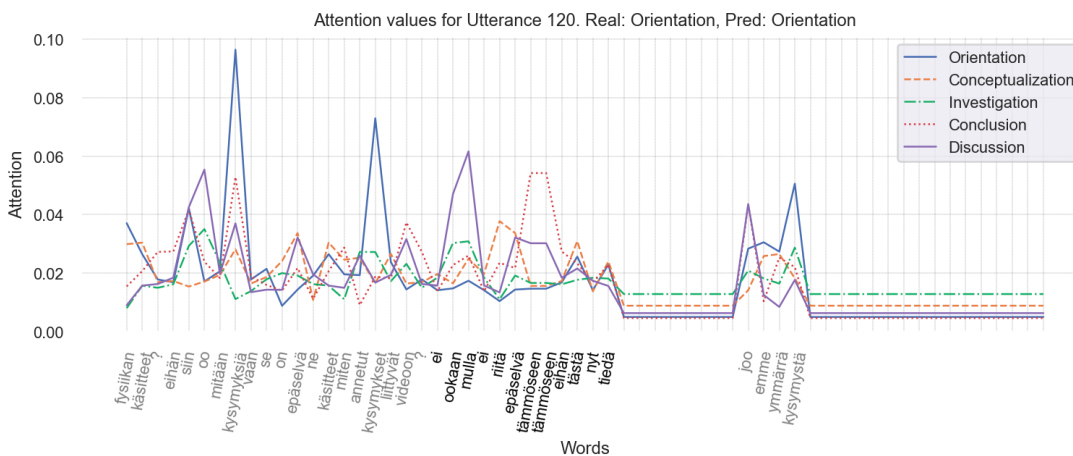 Attention values for Utterance 120. Real: Orientation, Pred: Orientation
0.10
0.08
0.06
0.04
0.02
0.00
Attention
Orientation
Conceptualization
Investigation
Conclusion
Discussion
fysiikan
käsitteet
?
eihän
siin
oo
mitään
kysymyksiä
vaan
se
on
epäselvä
ne
käsitteet
miten
annetut
kysymykset
liittyvät
videoon
?
ei
ookaan
mulla
ei
riitä
epäselvä
tämmöseen
tämmöseen
eihän
tästä
nyt
tiedä
joo
emme
ymmärrä
kysymystä
Words